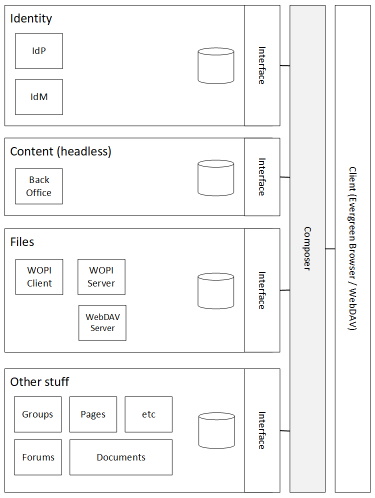 Identity
IdP
IdM
Interface
Content (headless)
Back
Office
Interface
Files
WOPI
Client
WOPI
Server
WebDAV
Server
Interface
Other stuff
Groups
Pages
etc
Forums
Documents
Interface
Composer
Client (Evergreen Browser / WebDAV)